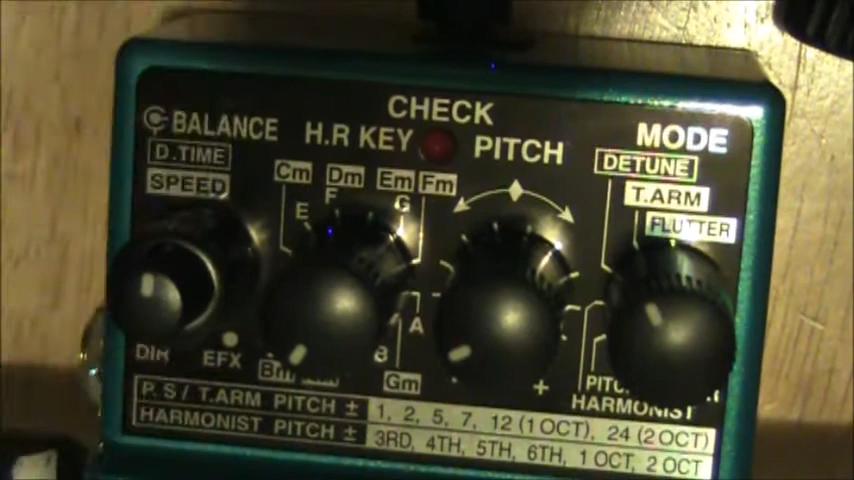 CHECK
BALANCE H.R KEY PITCH MODE
D.TIME DETUNE
SPEED Cm Dm Em Fm T.ARM
E F G FLUTTER
A
DIR EFX B
Bm Gm + HARMONIST
P.S / T.ARM PITCH ± 1, 2, 5, 7, 12 (1 OCT), 24 (2 OCT)
HARMONIST PITCH ± 3RD, 4TH, 5TH, 6TH, 1 OCT, 2 OCT